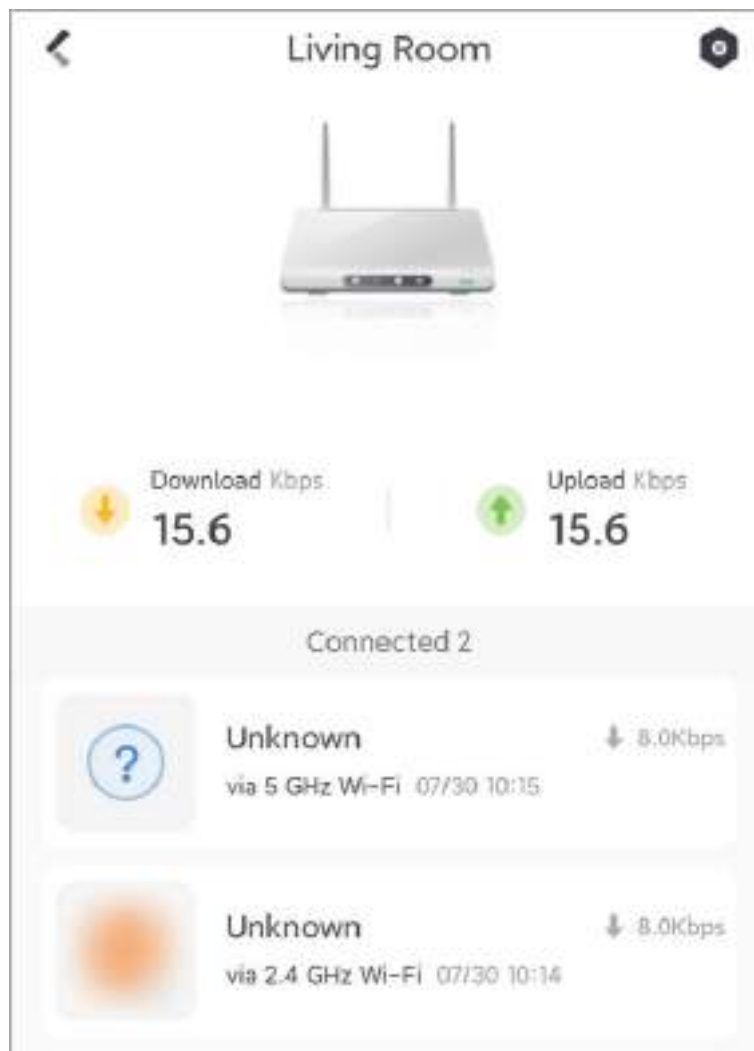 Living Room
Download Kbps
15.6
Upload Kbps
15.6
Connected 2
?
Unknown
8.0Kbps
via 5 GHz Wi-Fi 07/30 10:15
Unknown
8.0Kbps
via 2.4 GHz Wi-Fi 07/30 10:14